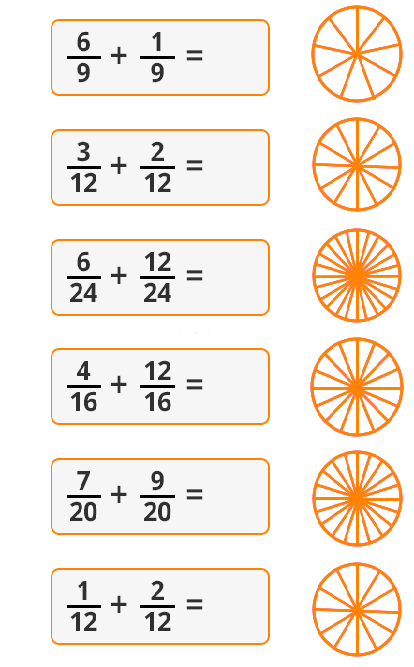 6/9 + 1/9 =
3/12 + 2/12 =
6/24 + 12/24 =
4/16 + 12/16 =
7/20 + 9/20 =
1/12 + 2/12 =